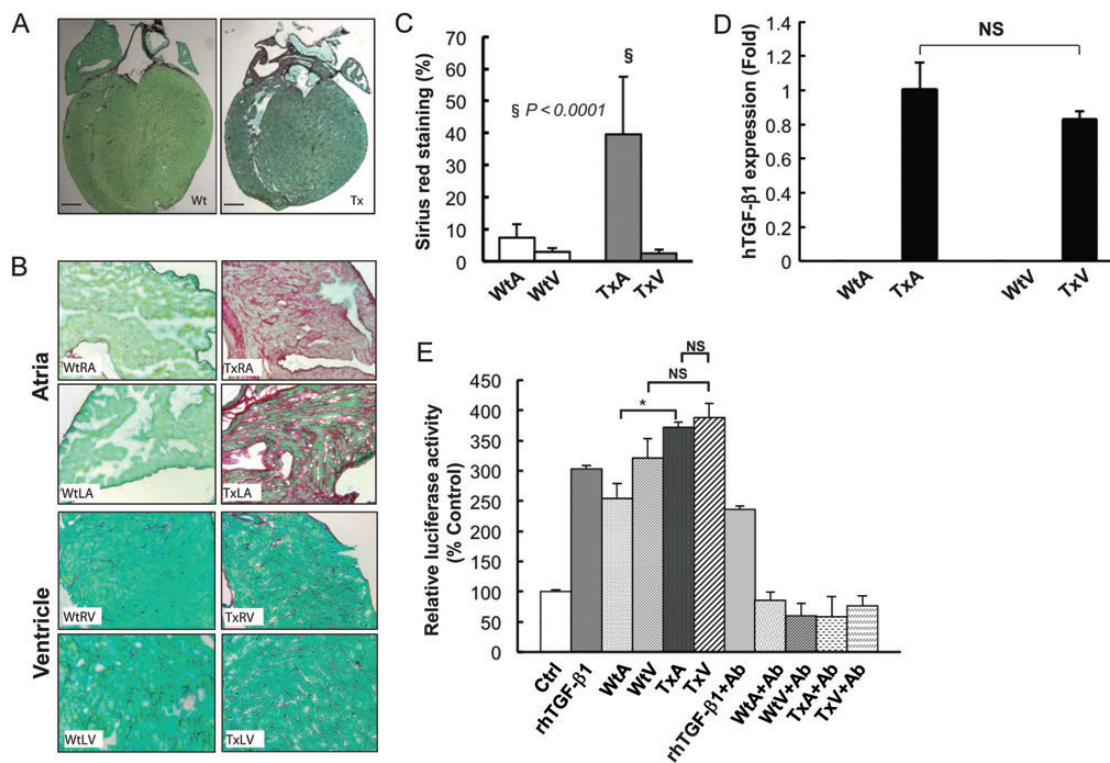 A
Wt
Tx
B
Atria
Ventricle
WtRA
TxRA
WtLA
TxLA
WtRV
TxRV
WtLV
TxLV
C
Sirius red staining (%)
70
60
50
40
30
20
10
0
§
§ P < 0.0001
WtA
WtV
TxA
TxV
D
hTGF-β1 expression (Fold)
1.4
1.2
1
0.8
0.6
0.4
0.2
0
NS
WtA
TxA
WtV
TxV
E
Relative luciferase activity
(% Control)
450
400
350
300
250
200
150
100
50
0
NS
NS
*
Ctrl
rhTGF-β1
WtA
WtV
TxA
TxV
rhTGF-β1+Ab
WtA+Ab
WtV+Ab
TxA+Ab
TxV+Ab